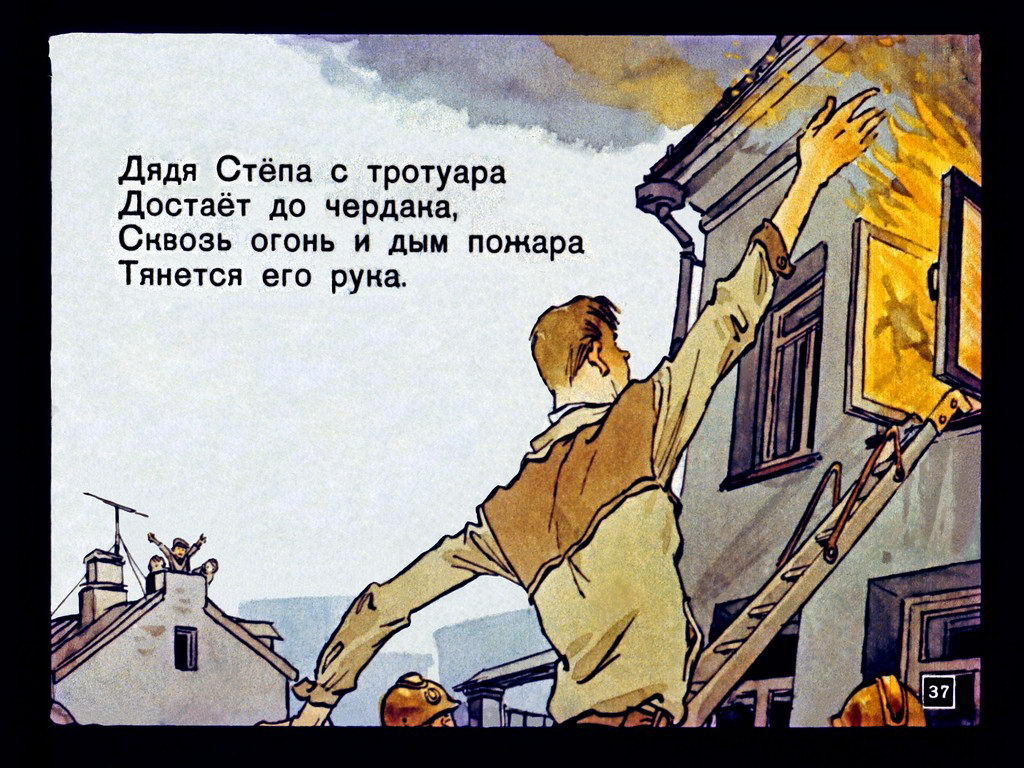 Дядя Стёпа с тротуара
Достаёт до чердака,
Сквозь огонь и дым пожара
Тянется его рука.
37